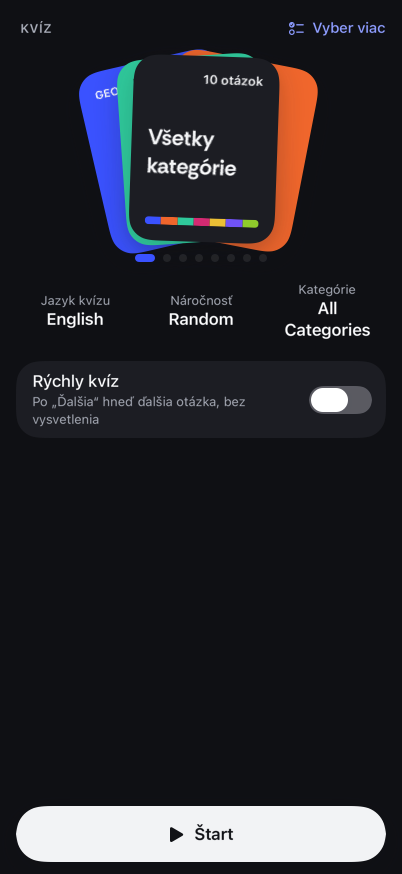 KVÍZ
Vyber viac
GEO
10 otázok
Všetky
kategórie
Jazyk kvízu
English
Náročnosť
Random
Kategórie
All
Categories
Rýchly kvíz
Po „Ďalšia“ hneď ďalšia otázka, bez
vysvetlenia
Štart